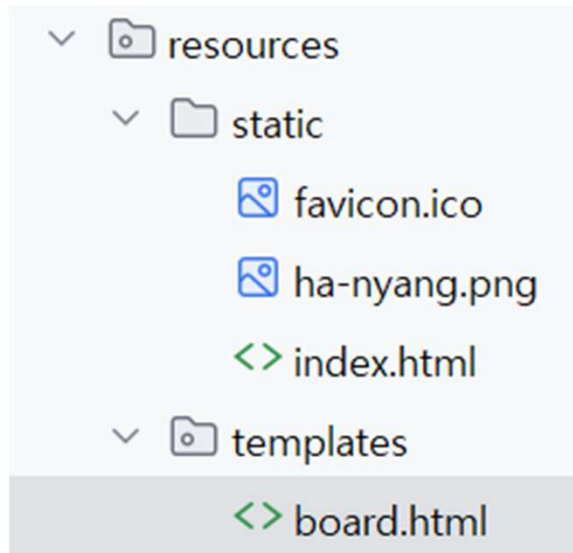 resources
static
favicon.ico
ha-nyang.png
index.html
templates
board.html